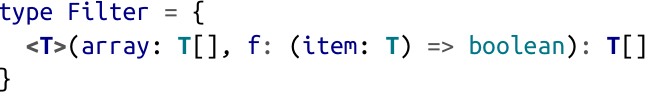 type Filter = {
  <T>(array: T[], f: (item: T) => boolean): T[]
}